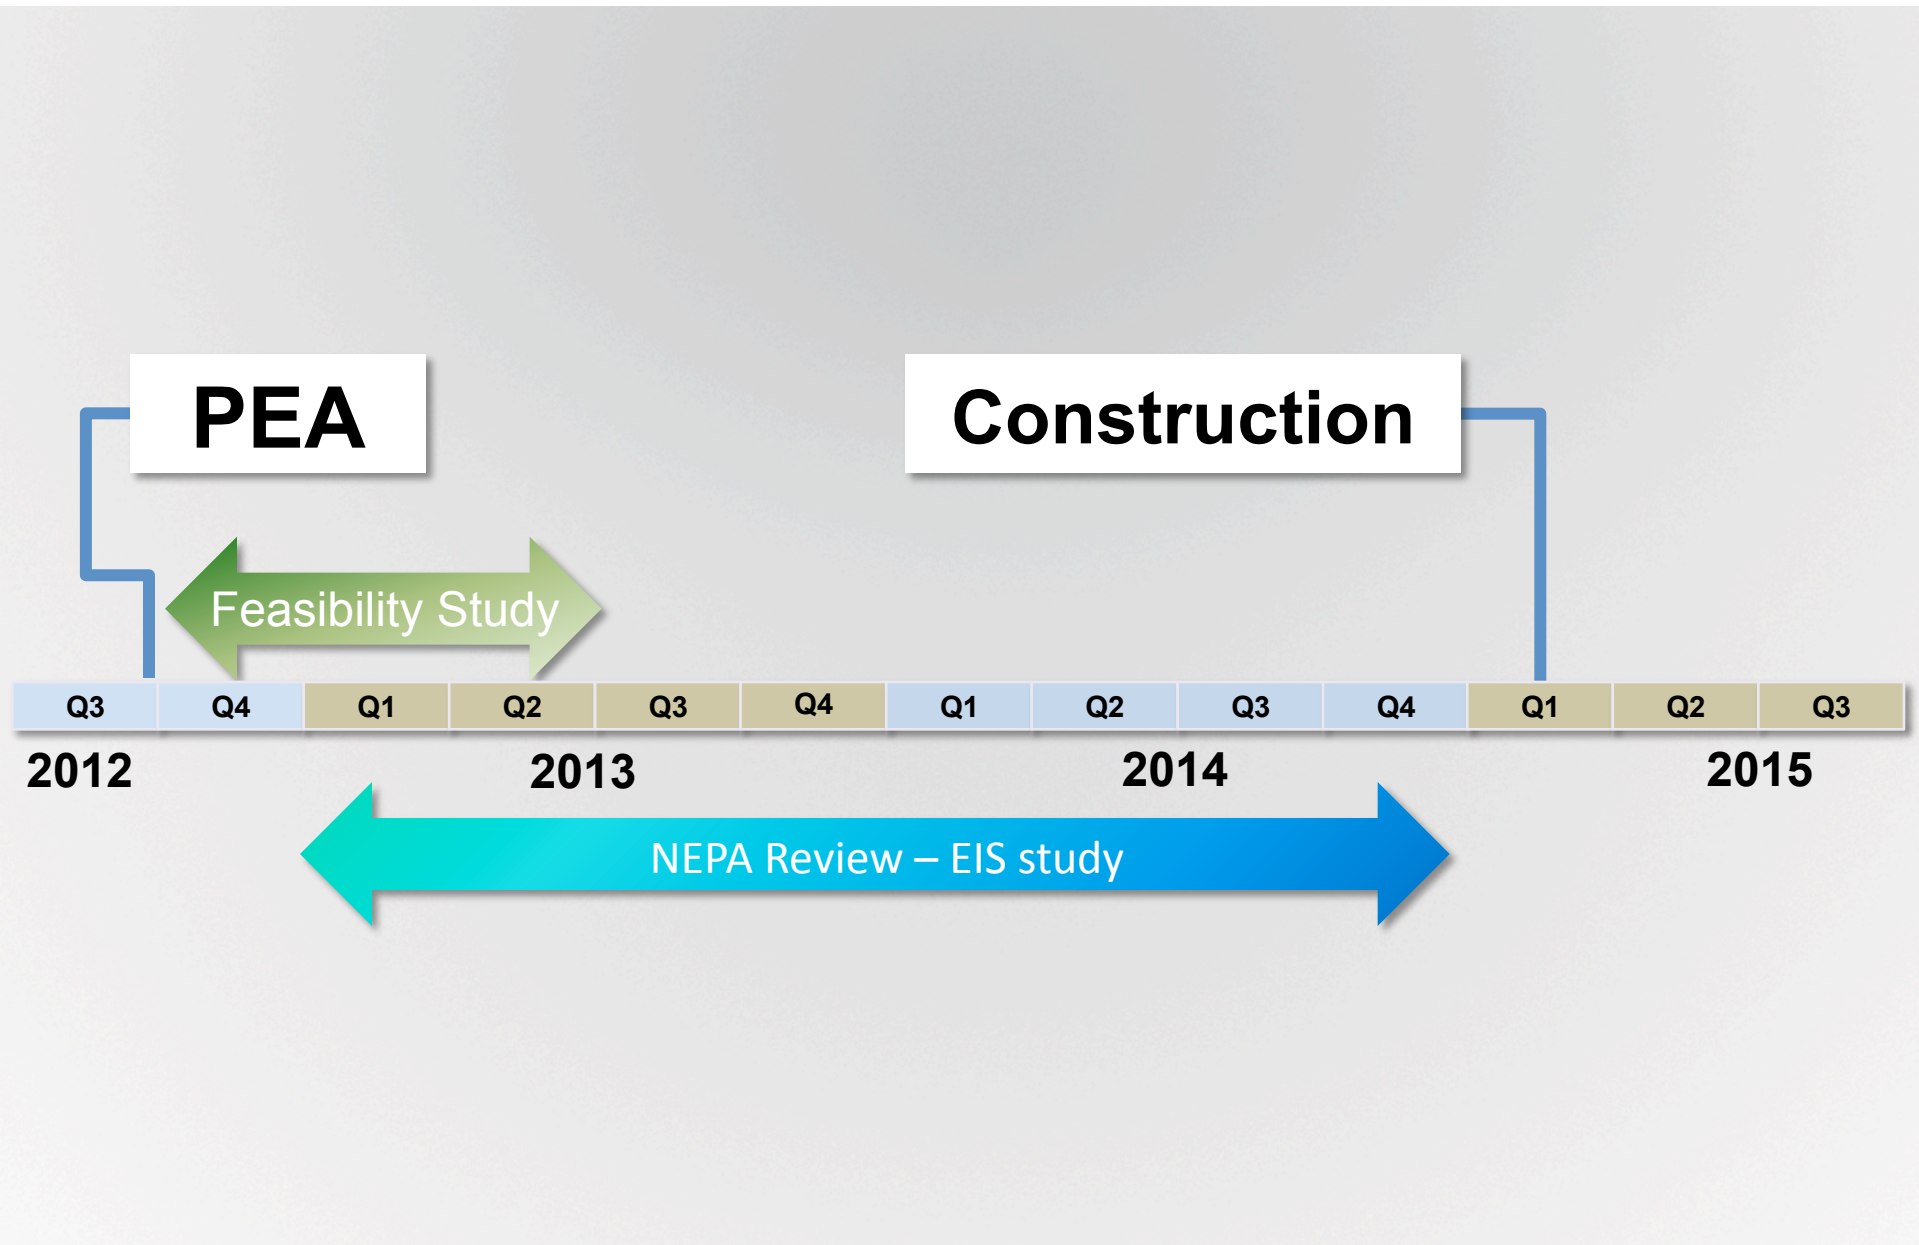 PEA
Construction
Feasibility Study
Q3 Q4 Q1 Q2 Q3 Q4 Q1 Q2 Q3 Q4 Q1 Q2 Q3
2012 2013 2014 2015
NEPA Review – EIS study